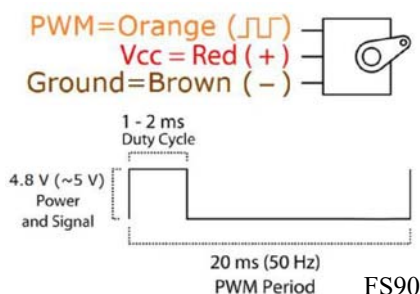 PWM=Orange (⎍⎍)
Vcc = Red (+)
Ground=Brown (−)
1 - 2 ms
Duty Cycle
4.8 V (~5 V)
Power
and Signal
20 ms (50 Hz)
PWM Period
FS90